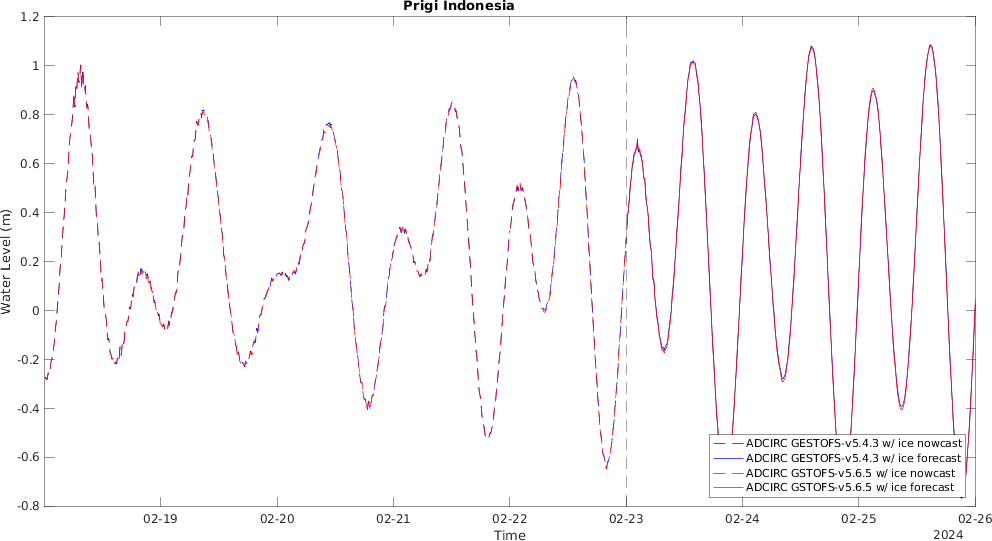 Prigi Indonesia
1.2
1
0.8
0.6
0.4
0.2
0
-0.2
-0.4
-0.6
-0.8
Water Level (m)
ADCIRC GESTOFS-v5.4.3 w/ ice nowcast
ADCIRC GESTOFS-v5.4.3 w/ ice forecast
ADCIRC GSTOFS-v5.6.5 w/ ice nowcast
ADCIRC GSTOFS-v5.6.5 w/ ice forecast
02-19 02-20 02-21 02-22 02-23 02-24 02-25 02-26
Time
2024